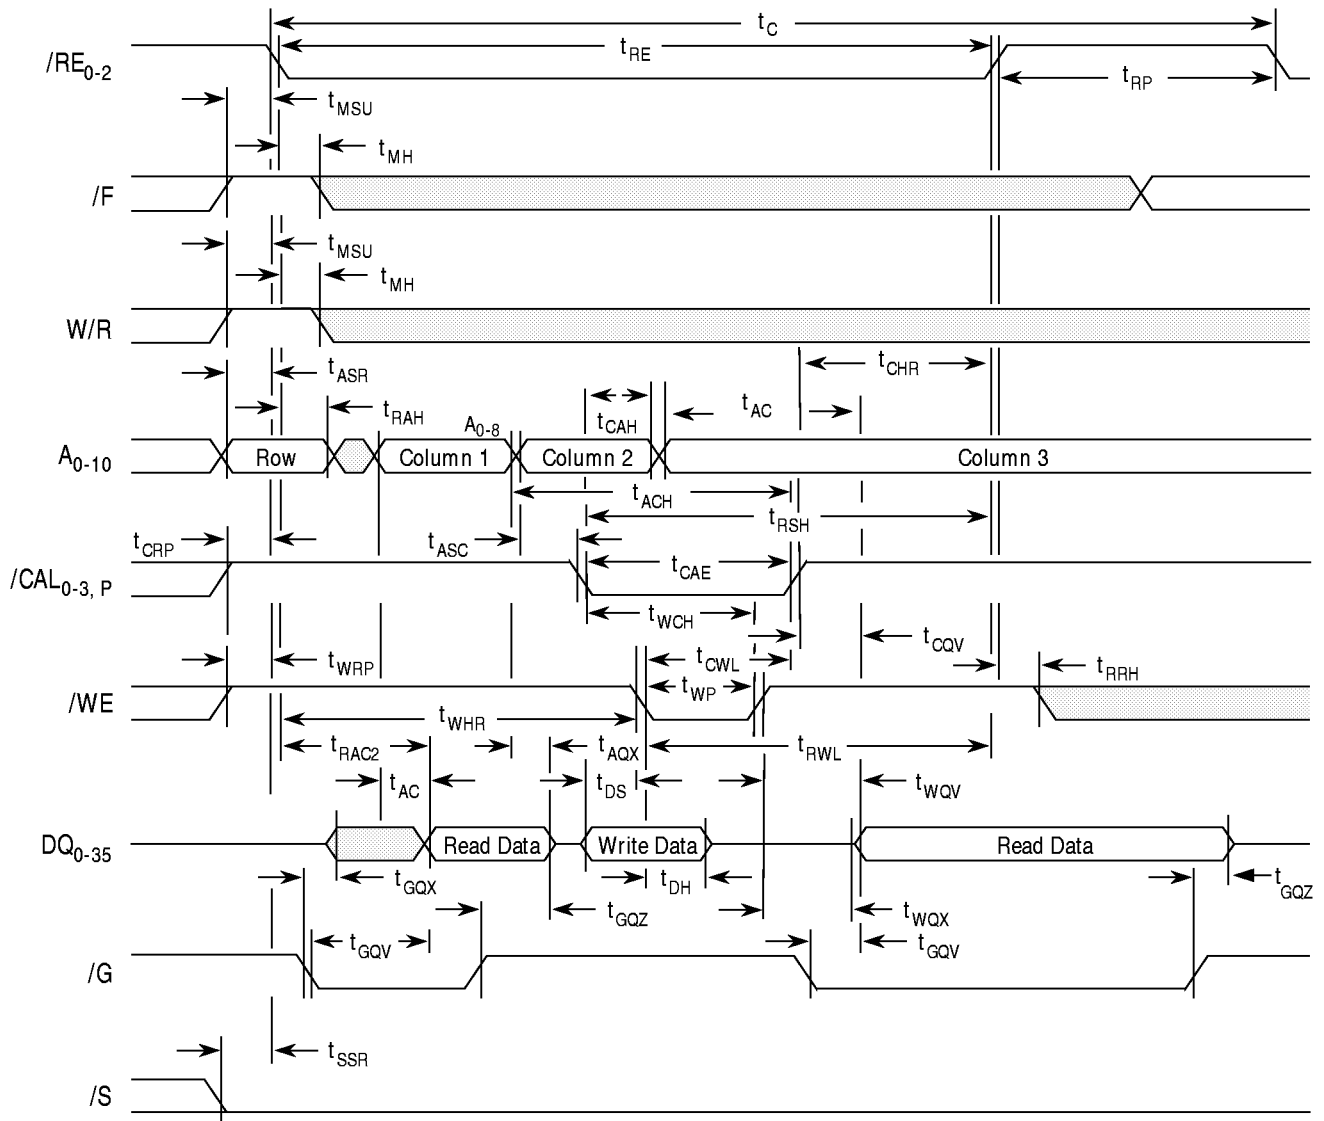 tC
tRE
/RE0-2
tRP
tMSU
tMH
/F
tMSU
tMH
W/R
tASR
tCHR
tRAH
A0-8
tCAH
tAC
A0-10
Row
Column 1
Column 2
Column 3
tACH
tRSH
tCRP
tASC
tCAE
/CAL0-3, P
tWCH
tCQV
tWRP
tCWL
tRRH
tWP
/WE
tWHR
tRAC2
tAQX
tRWL
tAC
tDS
tWQV
DQ0-35
Read Data
Write Data
Read Data
tGQX
tDH
tGQZ
tGQZ
tWQX
tGQV
tGQV
/G
tSSR
/S